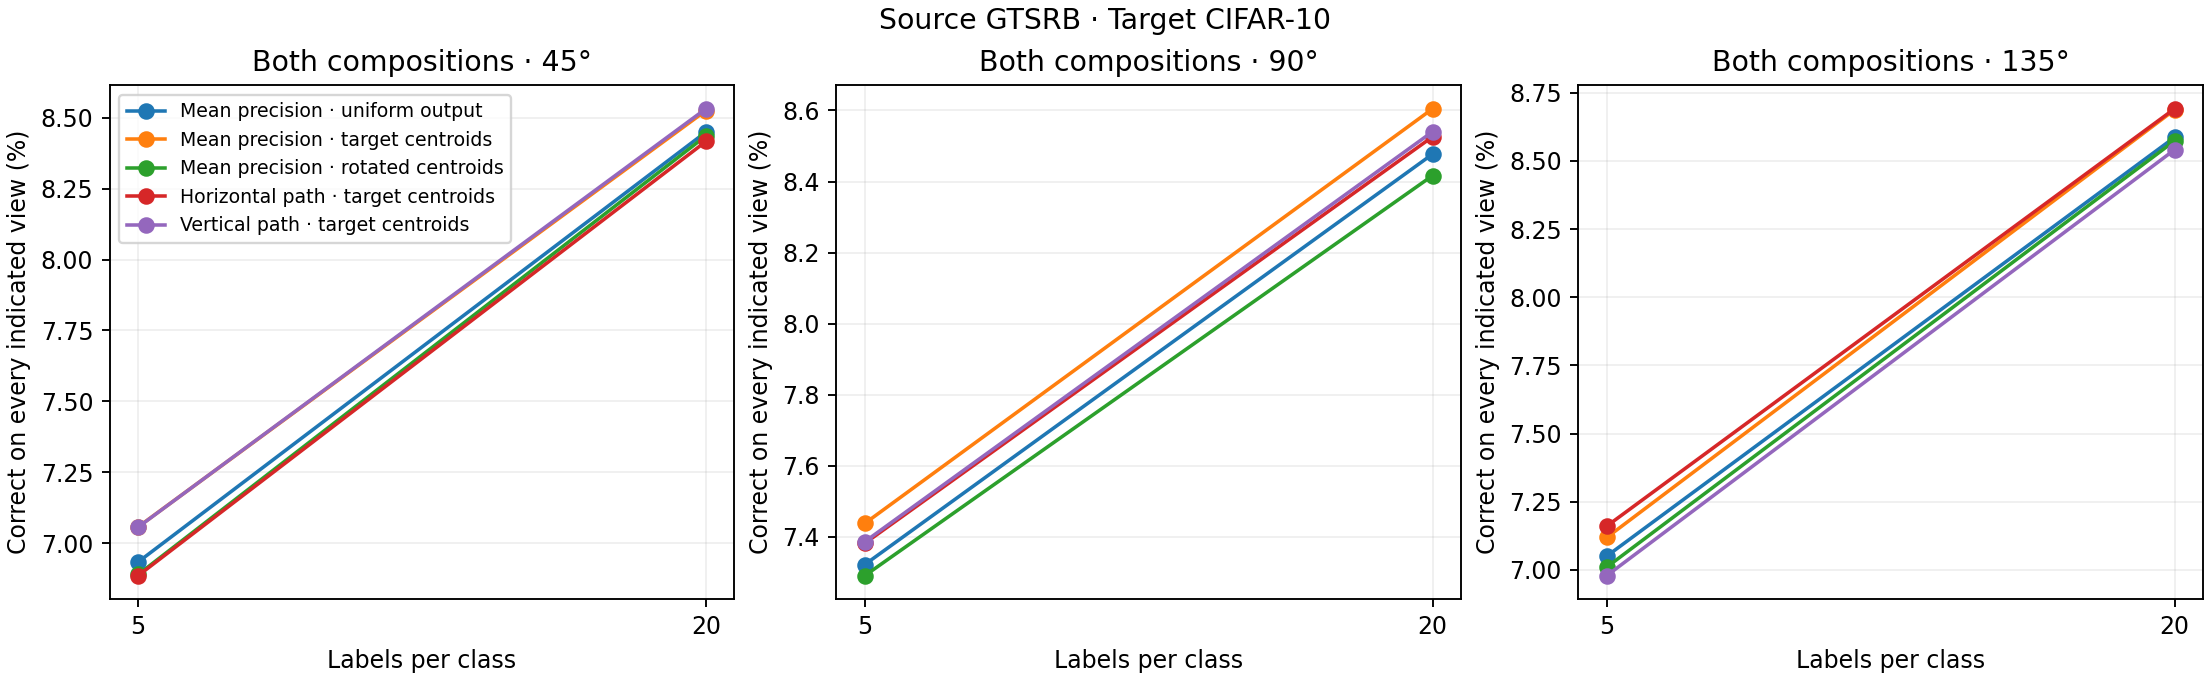 Source GTSRB · Target CIFAR-10
Both compositions · 45°
Correct on every indicated view (%)
8.50
8.25
8.00
7.75
7.50
7.25
7.00
Mean precision · uniform output
Mean precision · target centroids
Mean precision · rotated centroids
Horizontal path · target centroids
Vertical path · target centroids
5
20
Labels per class
Both compositions · 90°
Correct on every indicated view (%)
8.6
8.4
8.2
8.0
7.8
7.6
7.4
5
20
Labels per class
Both compositions · 135°
Correct on every indicated view (%)
8.75
8.50
8.25
8.00
7.75
7.50
7.25
7.00
5
20
Labels per class